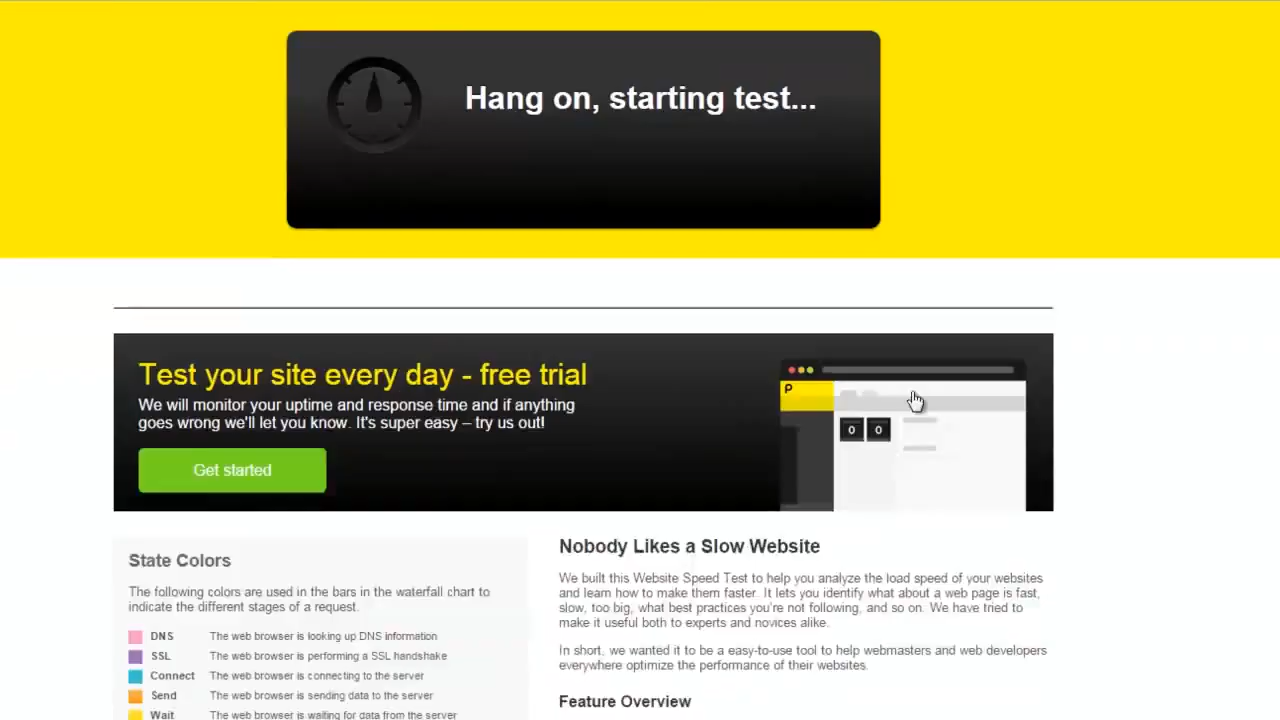 Hang on, starting test...
Test your site every day - free trial
We will monitor your uptime and response time and if anything
goes wrong we'll let you know. It's super easy – try us out!
Get started
P
0 0
State Colors
The following colors are used in the bars in the waterfall chart to
indicate the different stages of a request.
DNS The web browser is looking up DNS information
SSL The web browser is performing a SSL handshake
Connect The web browser is connecting to the server
Send The web browser is sending data to the server
Wait The web browser is waiting for data from the server
Nobody Likes a Slow Website
We built this Website Speed Test to help you analyze the load speed of your websites
and learn how to make them faster. It lets you identify what about a web page is fast,
slow, too big, what best practices you're not following, and so on. We have tried to
make it useful both to experts and novices alike.
In short, we wanted it to be a easy-to-use tool to help webmasters and web developers
everywhere optimize the performance of their websites.
Feature Overview